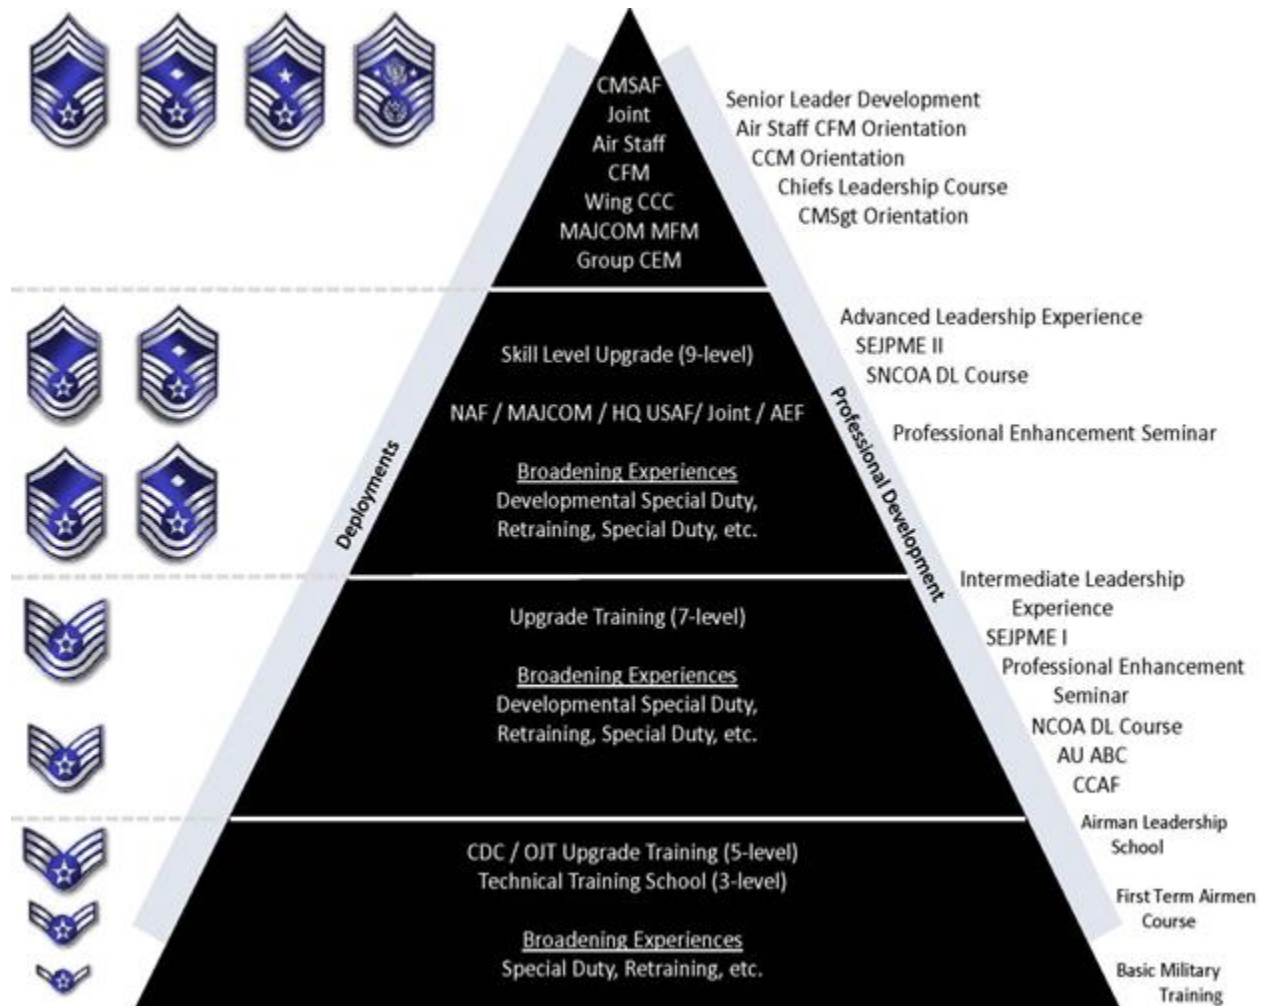 CMSAF
Joint
Air Staff
CFM
Wing CCC
MAJCOM MFM
Group CEM
Senior Leader Development
Air Staff CFM Orientation
CCM Orientation
Chiefs Leadership Course
CMSgt Orientation
Skill Level Upgrade (9-level)
NAF / MAJCOM / HQ USAF/ Joint / AEF
Broadening Experiences
Developmental Special Duty,
Retraining, Special Duty, etc.
Advanced Leadership Experience
SEJPME II
SNCOA DL Course
Professional Enhancement Seminar
Deployments
Professional Development
Upgrade Training (7-level)
Broadening Experiences
Developmental Special Duty,
Retraining, Special Duty, etc.
Intermediate Leadership
Experience
SEJPME I
Professional Enhancement
Seminar
NCOA DL Course
AU ABC
CCAF
CDC / OJT Upgrade Training (5-level)
Technical Training School (3-level)
Broadening Experiences
Special Duty, Retraining, etc.
Airman Leadership
School
First Term Airmen
Course
Basic Military
Training